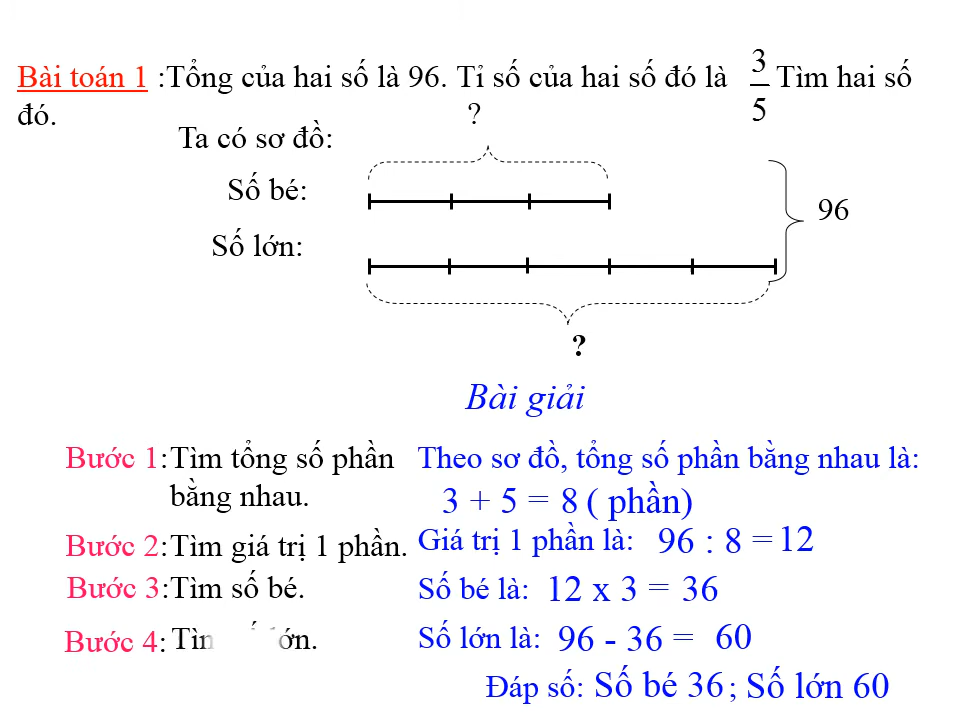 Bài toán 1 :Tổng của hai số là 96. Tỉ số của hai số đó là 3/5 Tìm hai số
đó.
?
Ta có sơ đồ:
Số bé:
96
Số lớn:
?
Bài giải
Bước 1:Tìm tổng số phần bằng nhau.
Theo sơ đồ, tổng số phần bằng nhau là:
3 + 5 = 8 ( phần)
Bước 2:Tìm giá trị 1 phần. Giá trị 1 phần là: 96 : 8 = 12
Bước 3:Tìm số bé. Số bé là: 12 x 3 = 36
Bước 4: Số lớn là: 96 - 36 = 60
Đáp số: Số bé 36 ; Số lớn 60